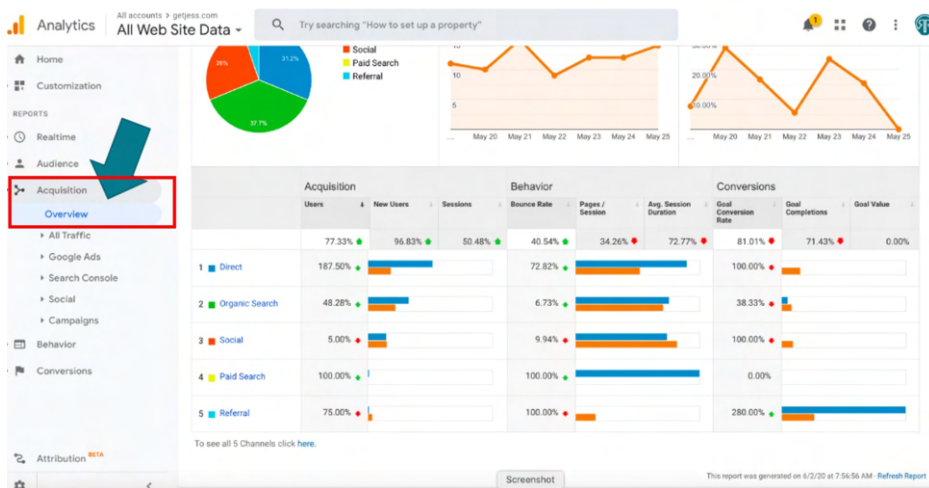 All accounts > getjess.com
Analytics
All Web Site Data
Try searching "How to set up a property"
1
Home
Customization
REPORTS
Realtime
Audience
Acquisition
Overview
All Traffic
Google Ads
Search Console
Social
Campaigns
Behavior
Conversions
Attribution BETA
Social
Paid Search
Referral
31.2%
37.7%
10
5
... May 20 May 21 May 22 May 23 May 24 May 25
20.00%
... May 20 May 21 May 22 May 23 May 24 May 25
Acquisition Behavior Conversions
Users New Users Sessions Bounce Rate Pages / Session Avg. Session Duration Goal Conversion Rate Goal Completions Goal Value
77.33% 96.83% 50.48% 40.54% 34.26% 72.77% 81.01% 71.43% 0.00%
1 Direct 187.50% 72.82% 100.00%
2 Organic Search 48.28% 6.73% 38.33%
3 Social 5.00% 9.94% 100.00%
4 Paid Search 100.00% 100.00% 0.00%
5 Referral 75.00% 100.00% 280.00%
To see all 5 Channels click here.
Screenshot
This report was generated on 6/2/20 at 7:56:56 AM - Refresh Report